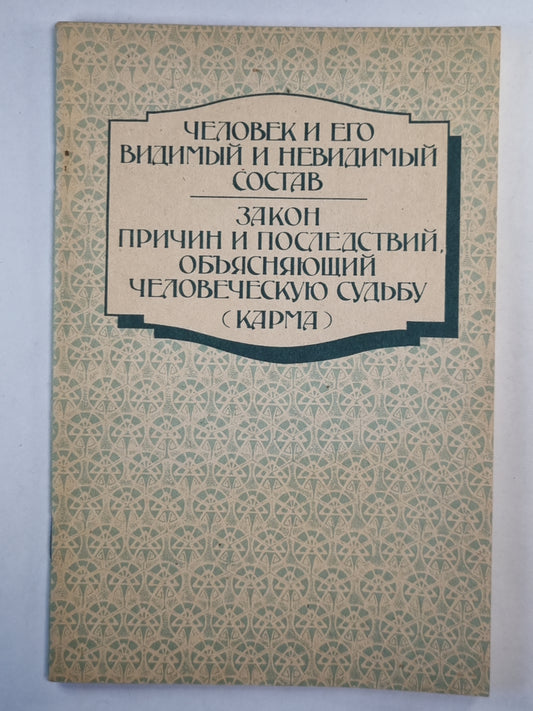 ЧЕЛОВЕК И ЕГО
ВИДИМЫЙ И НЕВИДИМЫЙ
СОСТАВ
ЗАКОН
ПРИЧИН И ПОСЛЕДСТВИЙ,
ОБЪЯСНЯЮЩИЙ
ЧЕЛОВЕЧЕСКУЮ СУДЬБУ
(КАРМА)